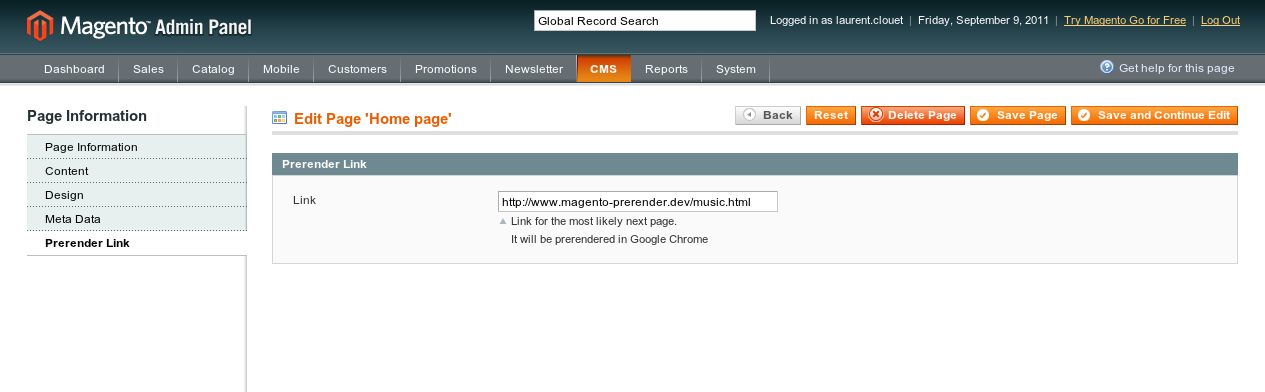 Magento™ Admin Panel
Global Record Search
Logged in as laurent.clouet | Friday, September 9, 2011 | Try Magento Go for Free | Log Out
Dashboard Sales Catalog Mobile Customers Promotions Newsletter CMS Reports System
Get help for this page
Page Information
Page Information
Content
Design
Meta Data
Prerender Link
Edit Page 'Home page'
Back Reset Delete Page Save Page Save and Continue Edit
Prerender Link
Link http://www.magento-prerender.dev/music.html
Link for the most likely next page.
It will be prerendered in Google Chrome